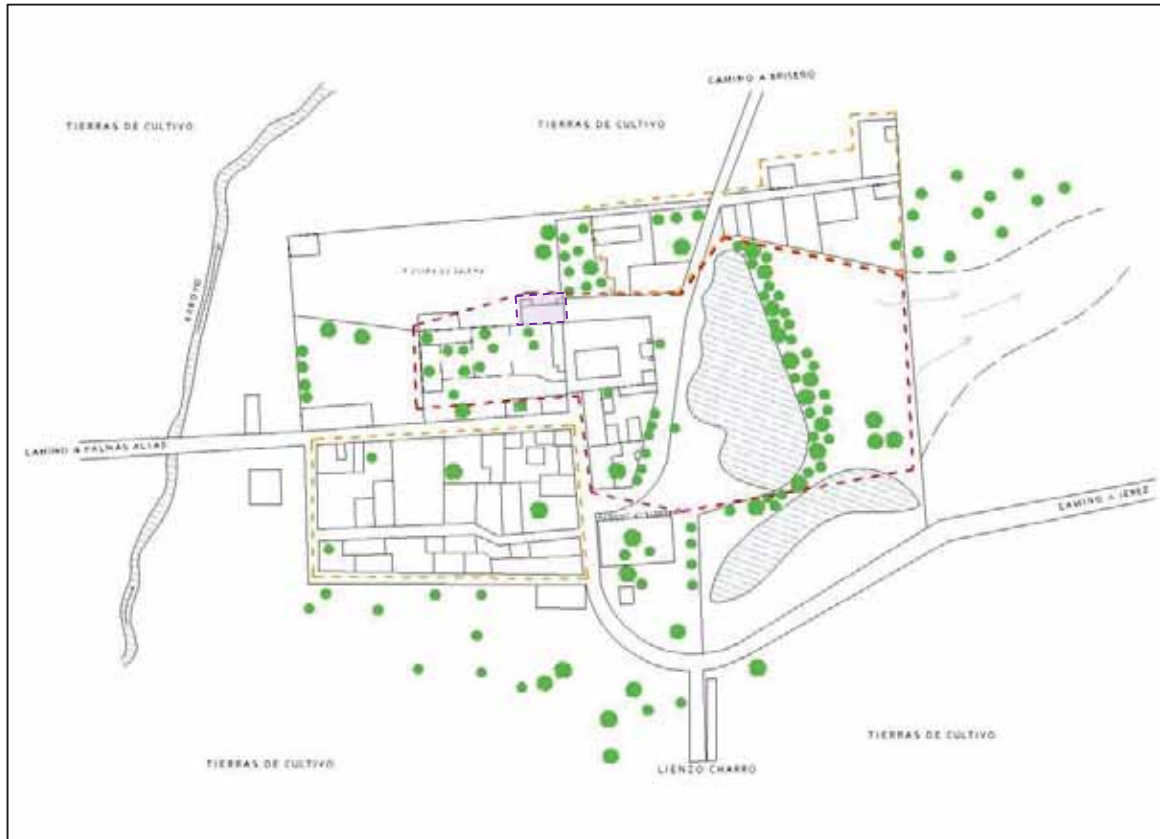 CAMINO A BRISEÑO
TIERRAS DE CULTIVO
TIERRAS DE CULTIVO
ARROYO
CAMINO A PALMAS ALTAS
CAMINO A JEREZ
TIERRAS DE CULTIVO
TIERRAS DE CULTIVO
LIENZO CHARRO